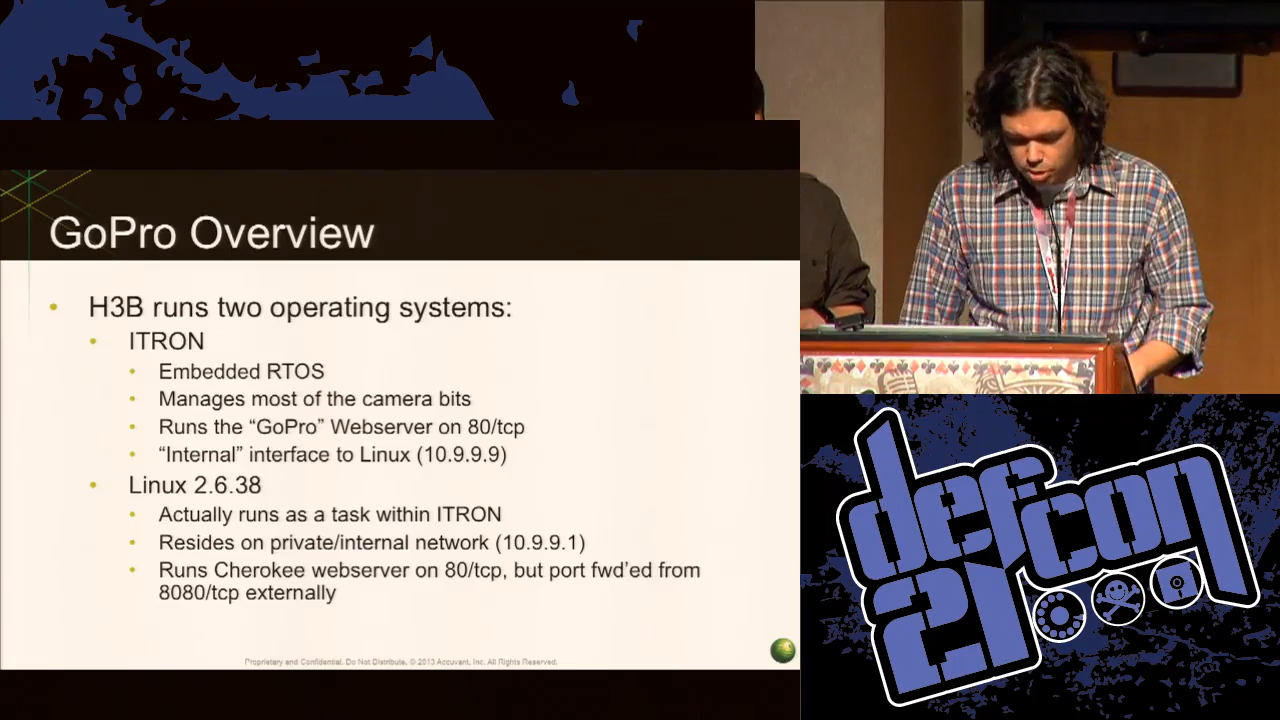 GoPro Overview
• H3B runs two operating systems:
• ITRON
• Embedded RTOS
• Manages most of the camera bits
• Runs the “GoPro” Webserver on 80/tcp
• “Internal” interface to Linux (10.9.9.9)
• Linux 2.6.38
• Actually runs as a task within ITRON
• Resides on private/internal network (10.9.9.1)
• Runs Cherokee webserver on 80/tcp, but port fwd’ed from
8080/tcp externally
Proprietary and Confidential. Do Not Distribute. © 2013 Accuvant, Inc. All Rights Reserved.
defcon
21